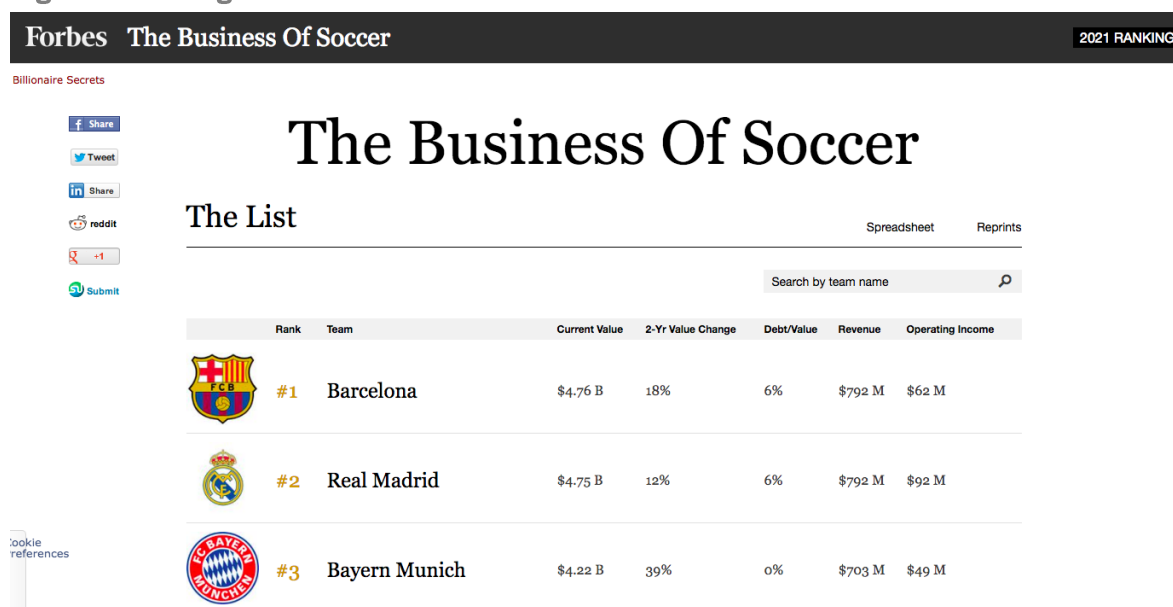 Forbes The Business Of Soccer
2021 RANKING
Billionaire Secrets
f Share
Tweet
in Share
reddit
+1
Submit
The Business Of Soccer
The List
Spreadsheet Reprints
Search by team name
Rank Team Current Value 2-Yr Value Change Debt/Value Revenue Operating Income
FCB
#1 Barcelona $4.76 B 18% 6% $792 M $62 M
#2 Real Madrid $4.75 B 12% 6% $792 M $92 M
FC BAYERN
MUNCHEN
#3 Bayern Munich $4.22 B 39% 0% $703 M $49 M